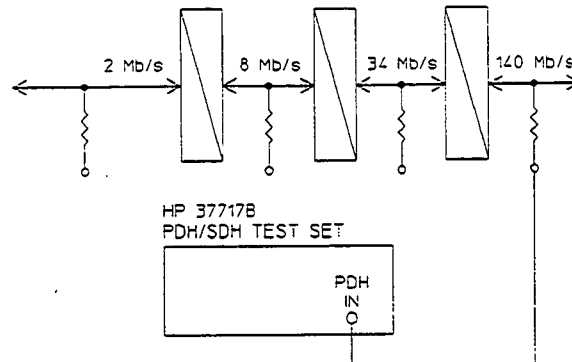 2 Mb/s
8 Mb/s
34 Mb/s
140 Mb/s
HP 37717B
PDH/SDH TEST SET
PDH
IN